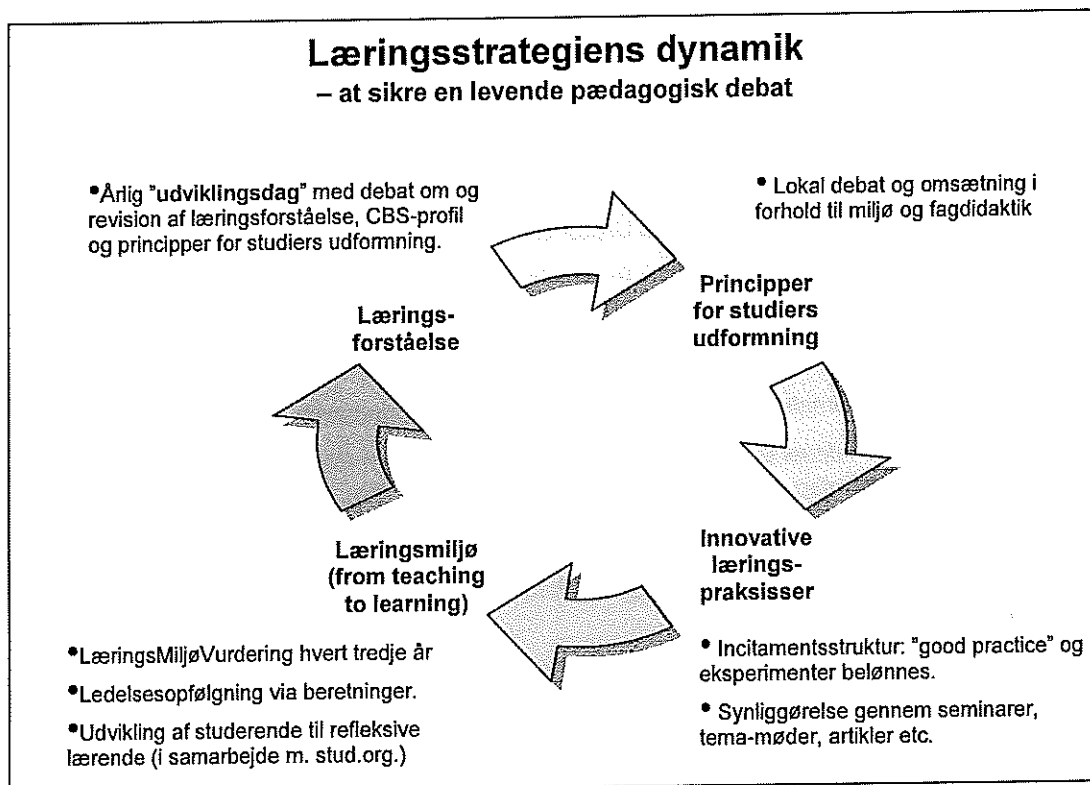 Læringsstrategiens dynamik
– at sikre en levende pædagogisk debat
•Årlig "udviklingsdag" med debat om og
revision af læringsforståelse, CBS-profil
og principper for studiers udformning.
• Lokal debat og omsætning i
forhold til miljø og fagdidaktik
Lærings-
forståelse
Principper
for studiers
udformning
Læringsmiljø
(from teaching
to learning)
Innovative
lærings-
praksisser
•LæringsMiljøVurdering hvert tredje år
•Ledelsesopfølgning via beretninger.
•Udvikling af studerende til refleksive
lærende (i samarbejde m. stud.org.)
• Incitamentsstruktur: "good practice" og
eksperimenter belønnes.
• Synliggørelse gennem seminarer,
tema-møder, artikler etc.